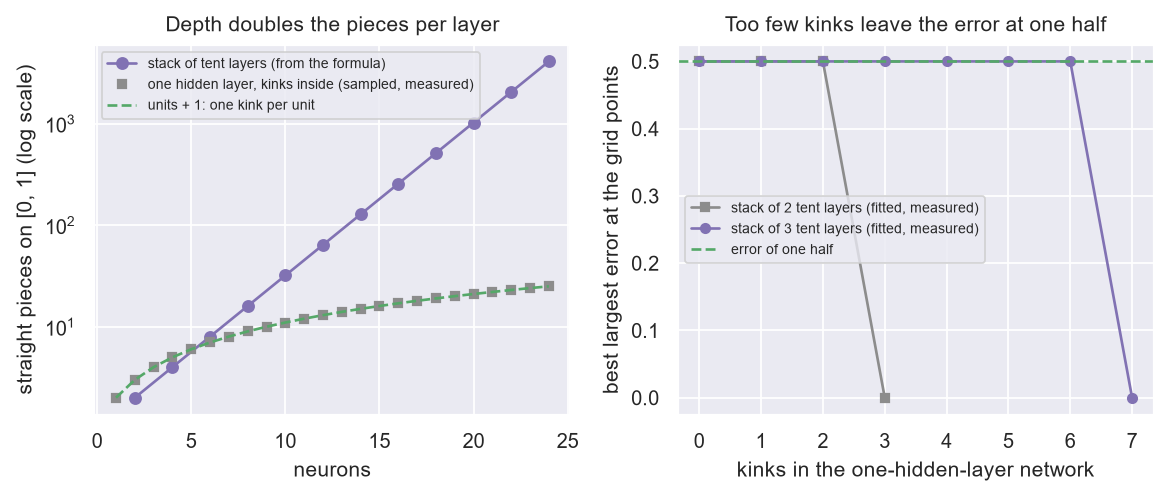 Depth doubles the pieces per layer
straight pieces on [0, 1] (log scale)
10³
10²
10¹
stack of tent layers (from the formula)
one hidden layer, kinks inside (sampled, measured)
units + 1: one kink per unit
0 5 10 15 20 25
neurons
Too few kinks leave the error at one half
best largest error at the grid points
0.5
0.4
0.3
0.2
0.1
0.0
stack of 2 tent layers (fitted, measured)
stack of 3 tent layers (fitted, measured)
error of one half
0 1 2 3 4 5 6 7
kinks in the one-hidden-layer network